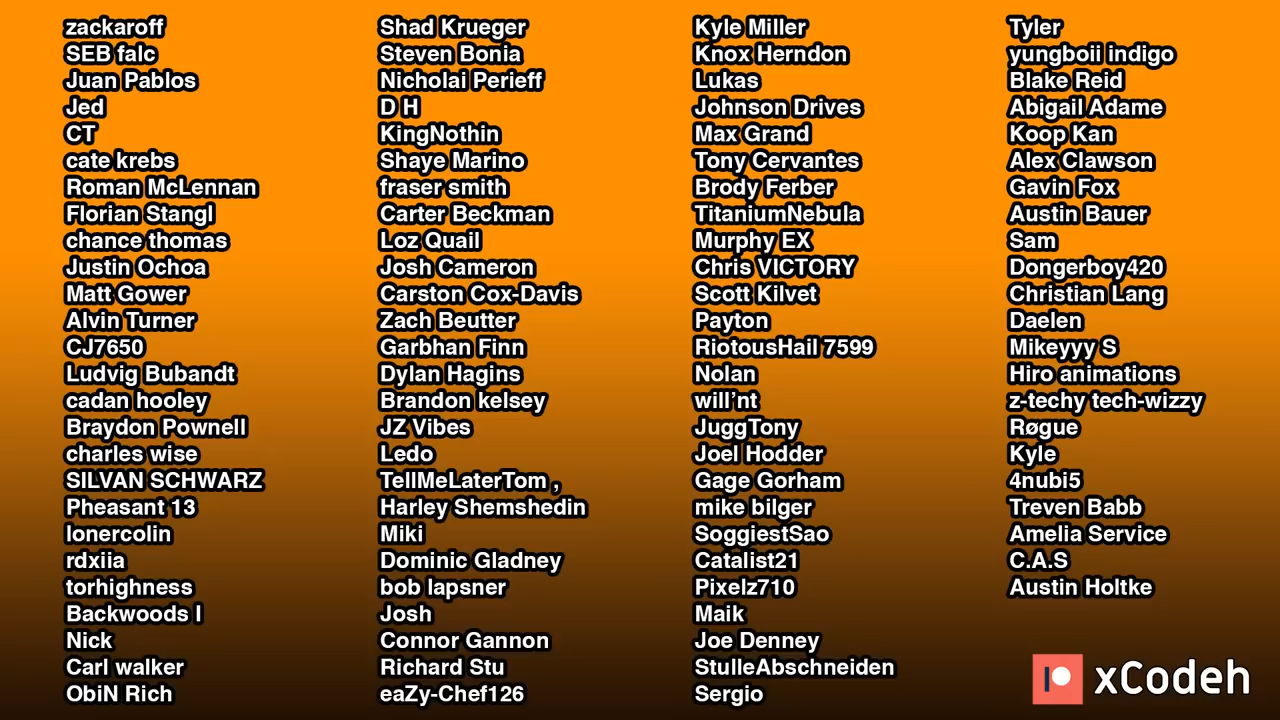 zackaroff
SEB falc
Juan Pablos
Jed
CT
cate krebs
Roman McLennan
Florian Stangl
chance thomas
Justin Ochoa
Matt Gower
Alvin Turner
CJ7650
Ludvig Bubandt
cadan hooley
Braydon Pownell
charles wise
SILVAN SCHWARZ
Pheasant 13
lonercolin
rdxiia
torhighness
Backwoods I
Nick
Carl walker
ObiN Rich
Shad Krueger
Steven Bonia
Nicholai Perieff
D H
KingNothin
Shaye Marino
fraser smith
Carter Beckman
Loz Quail
Josh Cameron
Carston Cox-Davis
Zach Beutter
Garbhan Finn
Dylan Hagins
Brandon kelsey
JZ Vibes
Ledo
TellMeLaterTom ,
Harley Shemshedin
Miki
Dominic Gladney
bob lapsner
Josh
Connor Gannon
Richard Stu
eaZy-Chef126
Kyle Miller
Knox Herndon
Lukas
Johnson Drives
Max Grand
Tony Cervantes
Brody Ferber
TitaniumNebula
Murphy EX
Chris VICTORY
Scott Kilvet
Payton
RiotousHail 7599
Nolan
will’nt
JuggTony
Joel Hodder
Gage Gorham
mike bilger
SoggiestSao
Catalist21
Pixelz710
Maik
Joe Denney
StulleAbschneiden
Sergio
Tyler
yungboii indigo
Blake Reid
Abigail Adame
Koop Kan
Alex Clawson
Gavin Fox
Austin Bauer
Sam
Dongerboy420
Christian Lang
Daelen
Mikeyyy S
Hiro animations
z-techy tech-wizzy
Røgue
Kyle
4nubi5
Treven Babb
Amelia Service
C.A.S
Austin Holtke
xCodeh